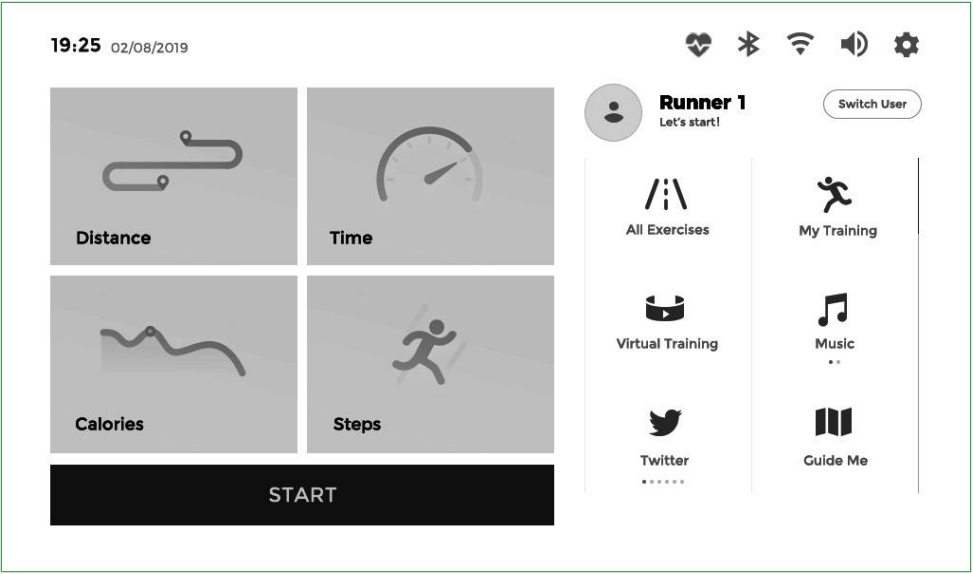 19:25 02/08/2019
Runner 1
Let's start!
Switch User
Distance
Time
Calories
Steps
START
All Exercises
My Training
Virtual Training
Music
Twitter
Guide Me